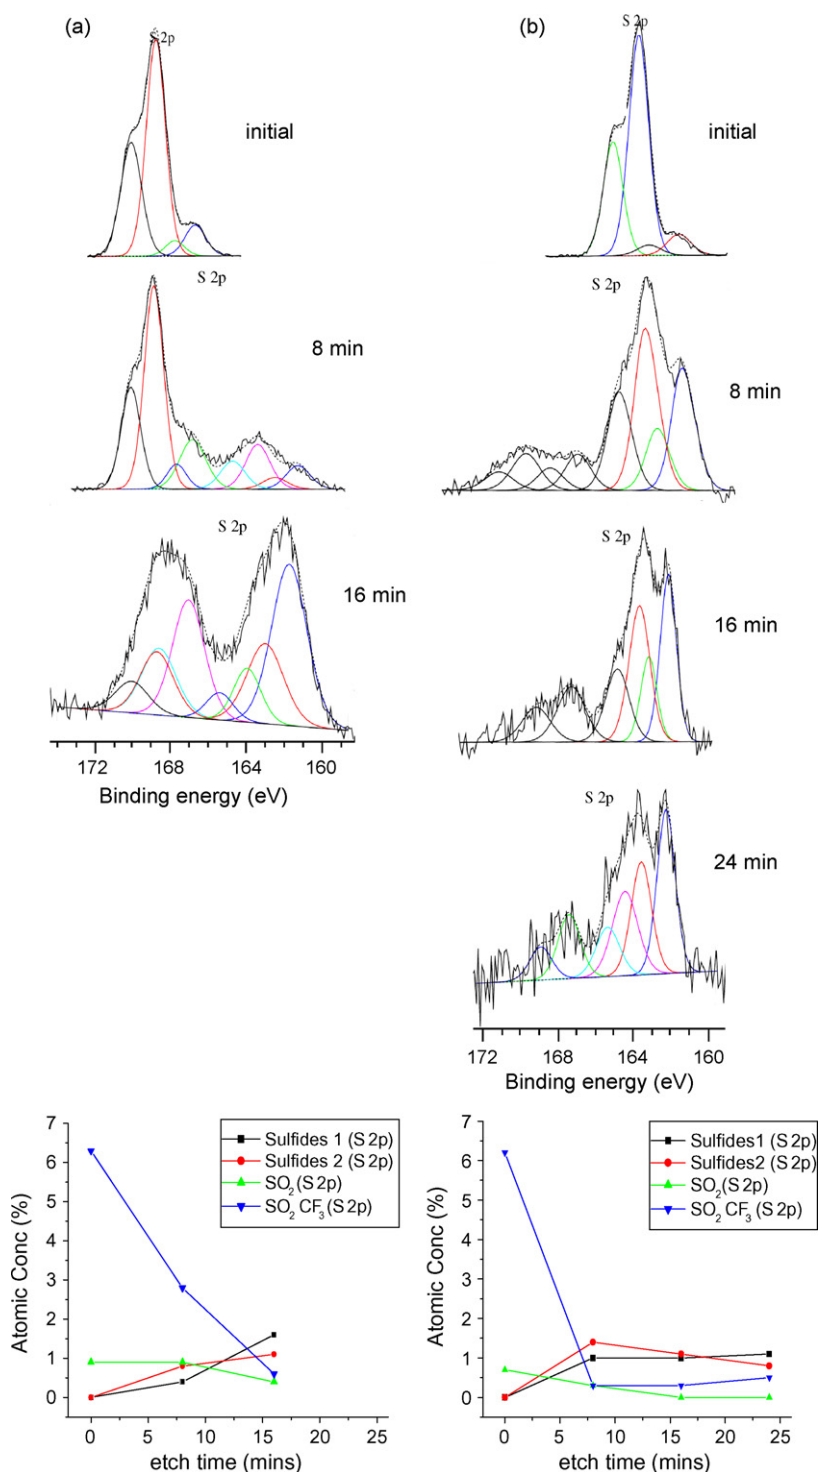 (a)
S 2p
initial
S 2p
8 min
S 2p
16 min
172 168 164 160
Binding energy (eV)
(b)
S 2p
initial
S 2p
8 min
S 2p
16 min
S 2p
24 min
172 168 164 160
Binding energy (eV)
7
6
5
4
3
2
1
0
Atomic Conc (%)
Sulfides 1 (S 2p)
Sulfides 2 (S 2p)
SO₂(S 2p)
SO₂ CF₃ (S 2p)
0 5 10 15 20 25
etch time (mins)
7
6
5
4
3
2
1
0
Atomic Conc (%)
Sulfides1 (S 2p)
Sulfides2 (S 2p)
SO₂(S 2p)
SO₂ CF₃ (S 2p)
0 5 10 15 20 25
etch time (mins)